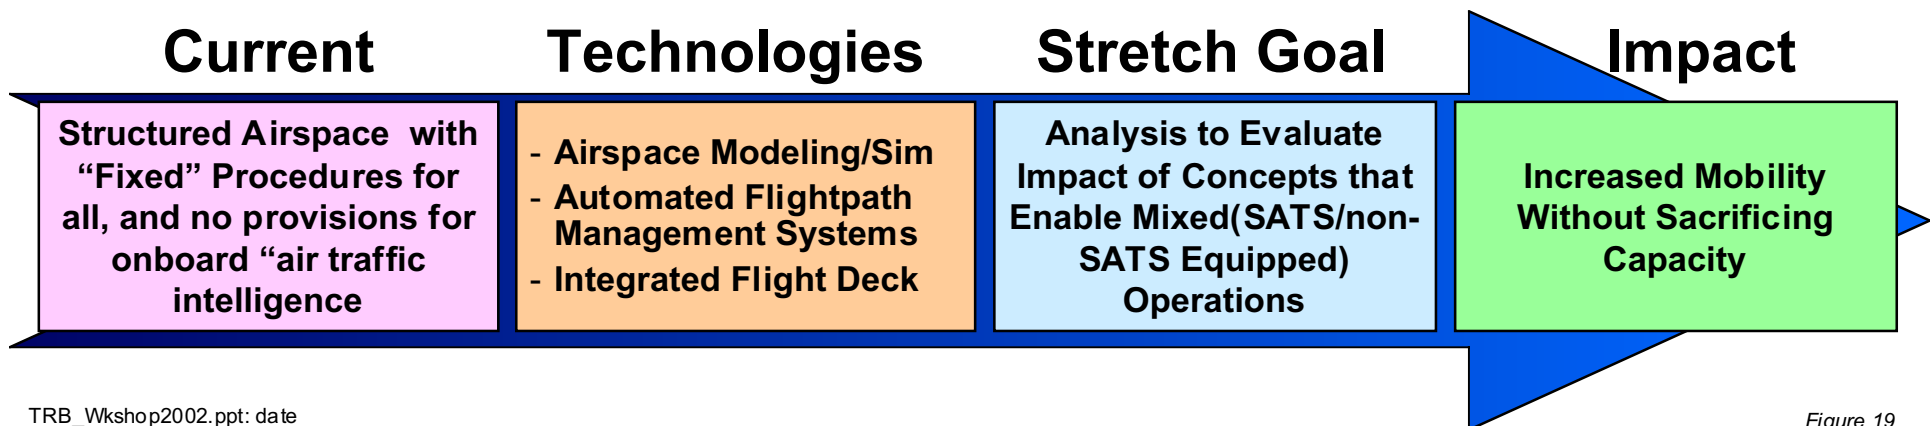 Current
Technologies
Stretch Goal
Impact
Structured Airspace with
“Fixed” Procedures for
all, and no provisions for
onboard “air traffic
intelligence
- Airspace Modeling/Sim
- Automated Flightpath
Management Systems
- Integrated Flight Deck
Analysis to Evaluate
Impact of Concepts that
Enable Mixed(SATS/non-
SATS Equipped)
Operations
Increased Mobility
Without Sacrificing
Capacity
TRB_Wkshop2002.ppt: date
Figure 19